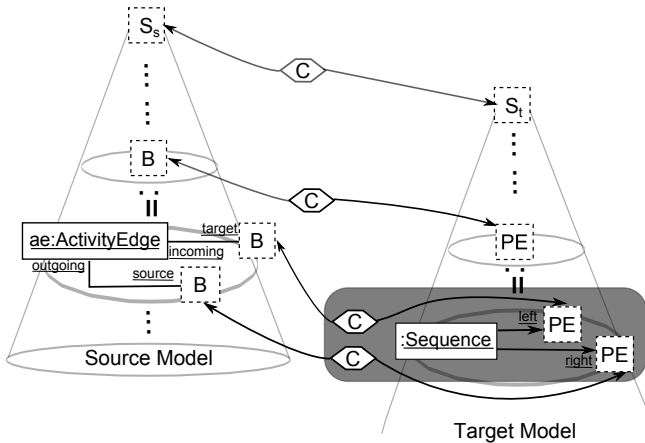 Ss
C
St
B
C
ae:ActivityEdge
target
B
PE
incoming
outgoing
source
B
::=
::=
C
left
PE
:Sequence
C
right
PE
Source Model
Target Model